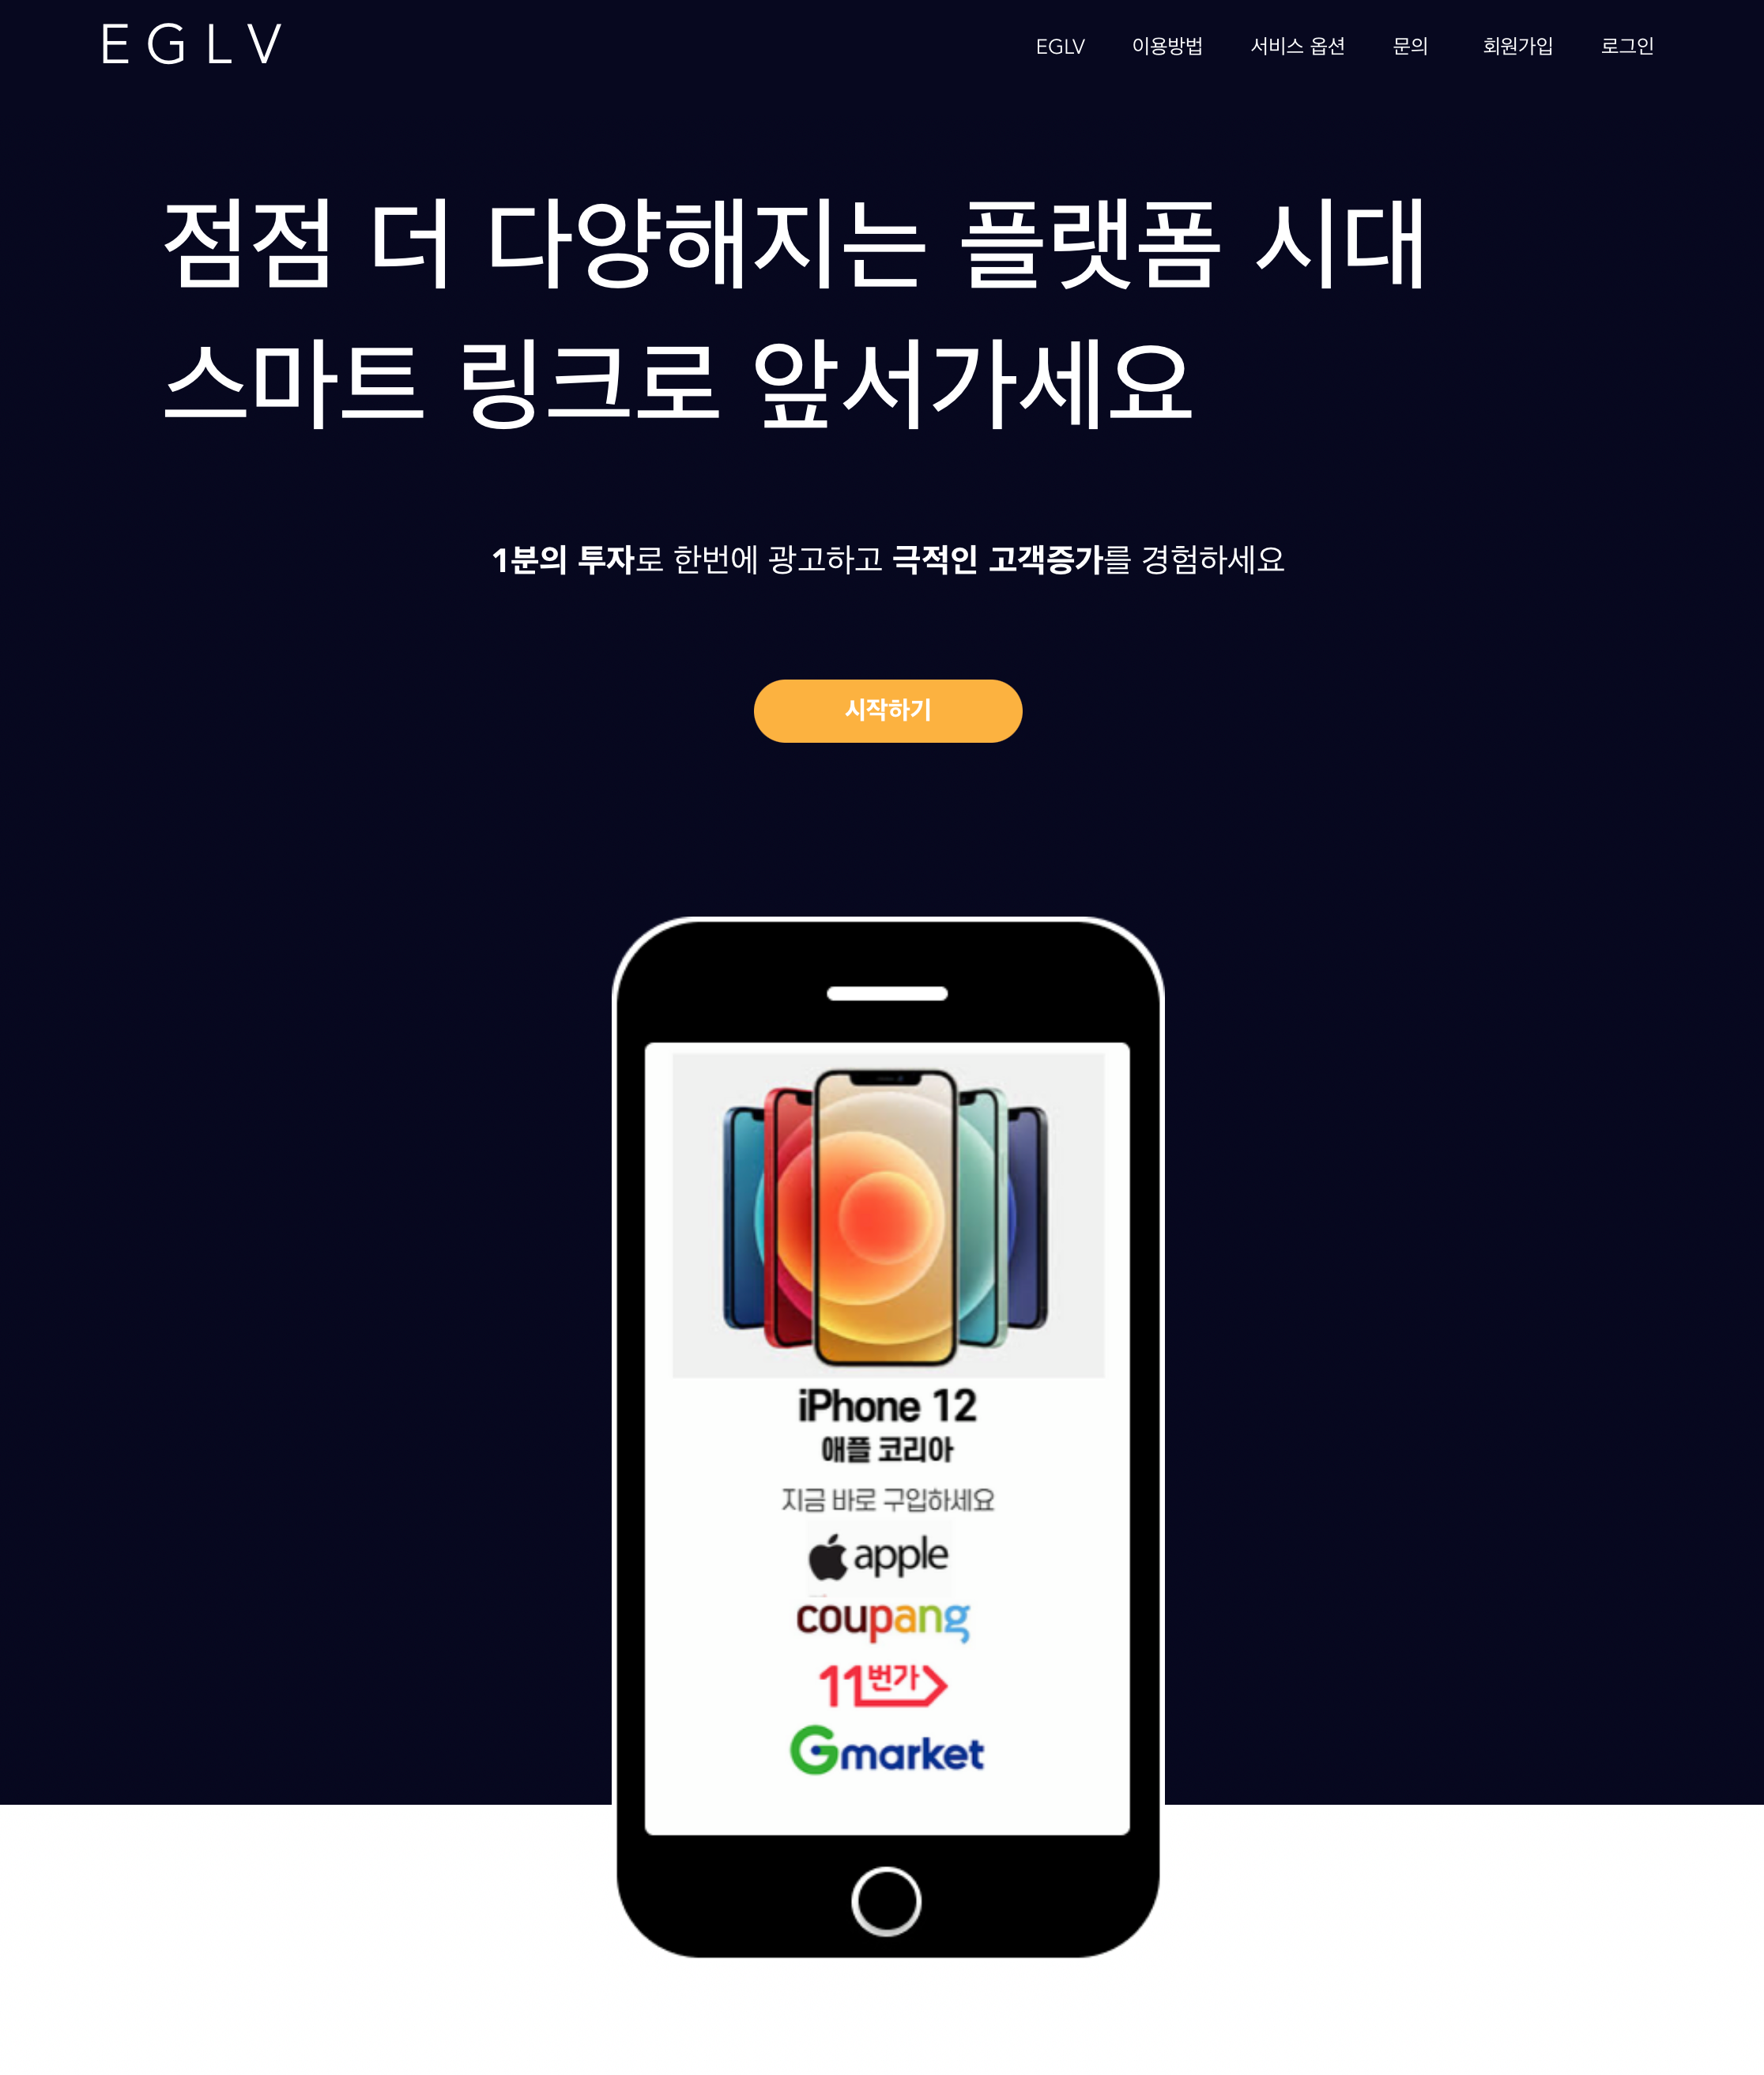 EGLV
EGLV 이용방법 서비스 옵션 문의 회원가입 로그인
점점 더 다양해지는 플랫폼 시대
스마트 링크로 앞서가세요
1분의 투자로 한번에 광고하고 극적인 고객증가를 경험하세요
시작하기
iPhone 12
애플 코리아
지금 바로 구입하세요
apple
coupang
11번가
Gmarket